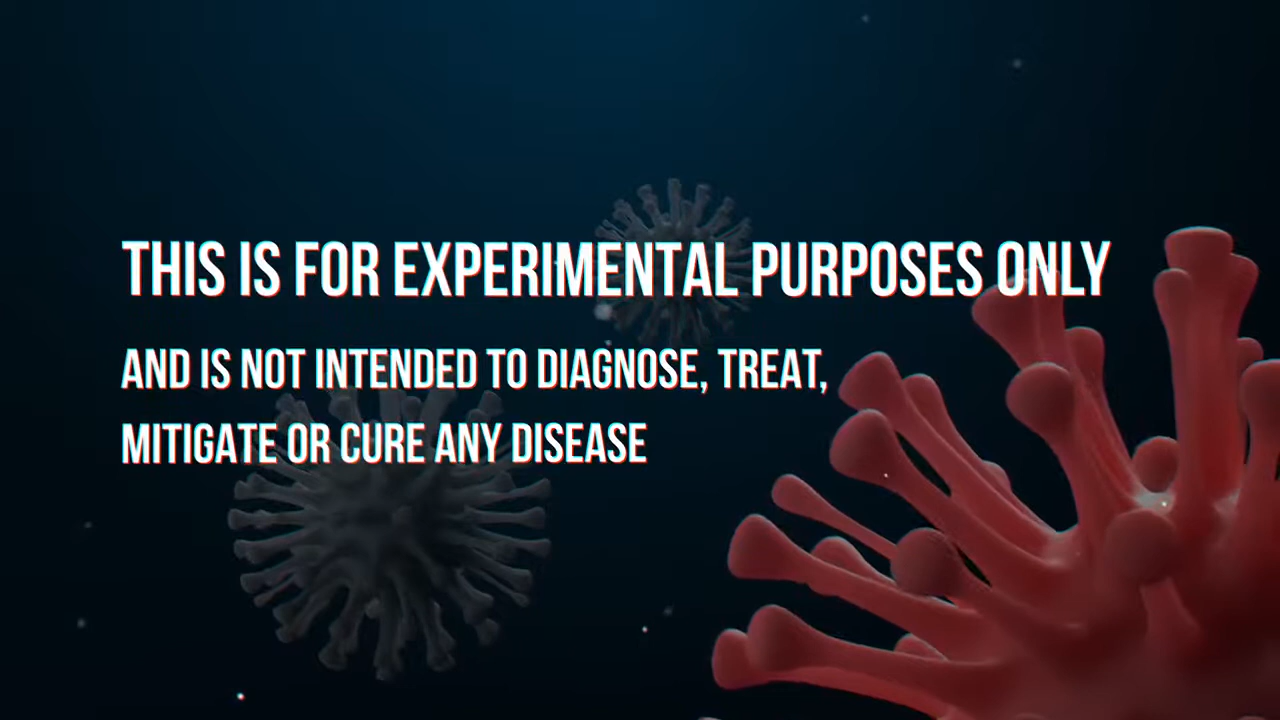 THIS IS FOR EXPERIMENTAL PURPOSES ONLY
AND IS NOT INTENDED TO DIAGNOSE, TREAT,
MITIGATE OR CURE ANY DISEASE